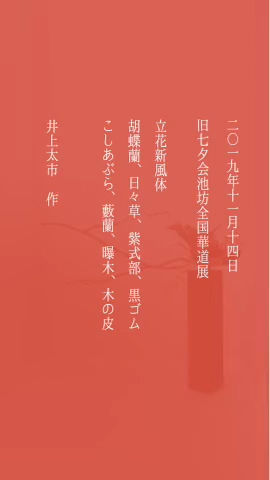 二〇一九年十一月十四日
旧七夕会池坊全国華道展
立花新風体
胡蝶蘭、日々草、紫式部、黒ゴム
こしあぶら、藪蘭、曝木、木の皮
井上太市　作